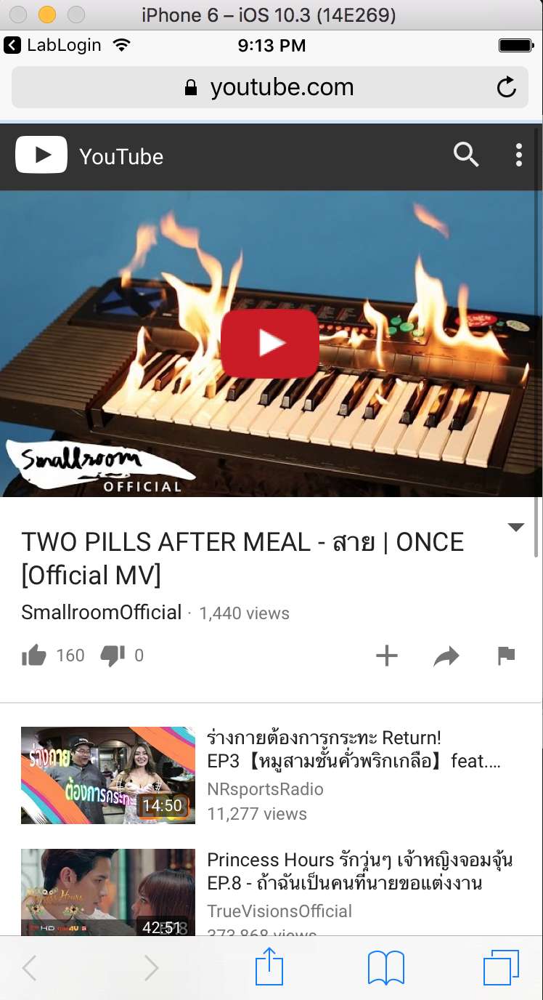 iPhone 6 – iOS 10.3 (14E269)
LabLogin
9:13 PM
youtube.com
YouTube
Smallroom
OFFICIAL
TWO PILLS AFTER MEAL - สาย | ONCE
[Official MV]
SmallroomOfficial · 1,440 views
160
0
ร่างกาย
ต้องการกระทะ
14:50
ร่างกายต้องการกระทะ Return!
EP3【หมูสามชั้นคั่วพริกเกลือ】feat....
NRsportsRadio
11,277 views
Princess Hours
HD true4U
EP8
42:51
Princess Hours รักวุ่นๆ เจ้าหญิงจอมจุ้น
EP.8 - ถ้าฉันเป็นคนที่นายขอแต่งงาน
TrueVisionsOfficial
373,868 views